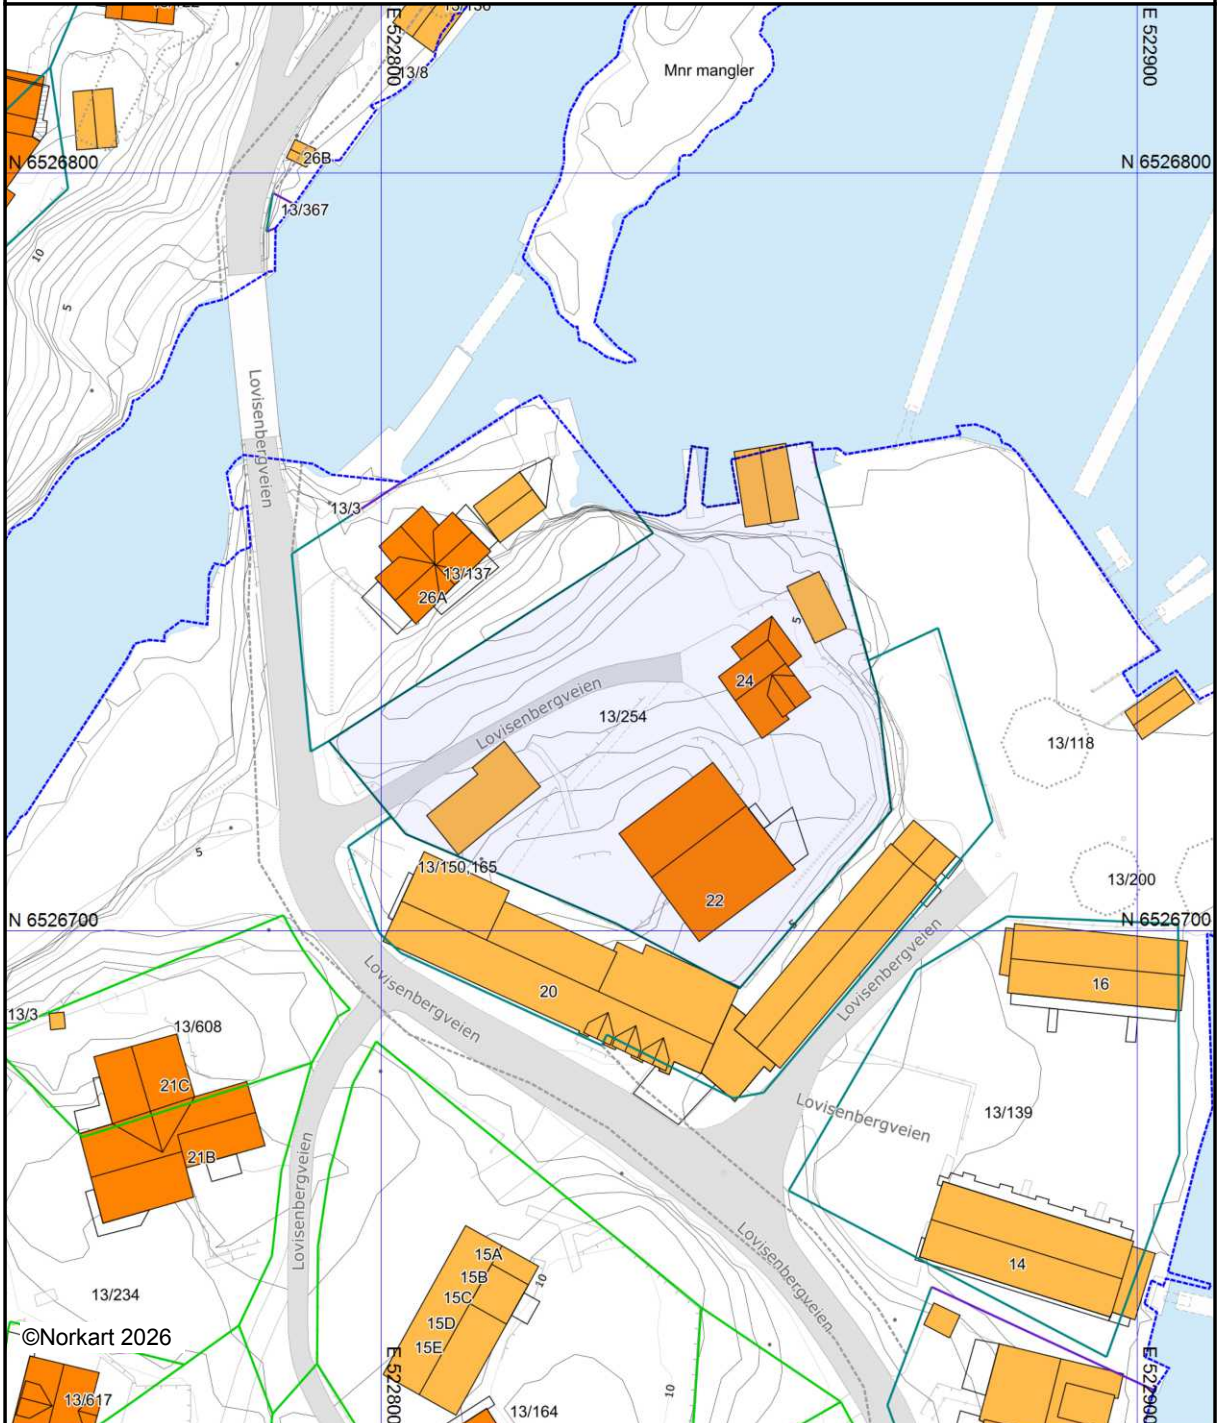 13/8
E 522800
E 522900
Mnr mangler
26B
N 6526800
N 6526800
13/367
10
5
Lovisenbergveien
13/3
13/137
26A
5
24
Lovisenbergveien
13/254
13/118
5
13/150,165
13/200
22
N 6526700
N 6526700
5
Lovisenbergveien
Lovisenbergveien
20
16
13/3
13/608
21C
13/139
Lovisenbergveien
21B
Lovisenbergveien
15A
15B
10
14
15C
Lovisenbergveien
13/234
15D
©Norkart 2026
15E
E 522800
E 522900
10
13/617
13/164